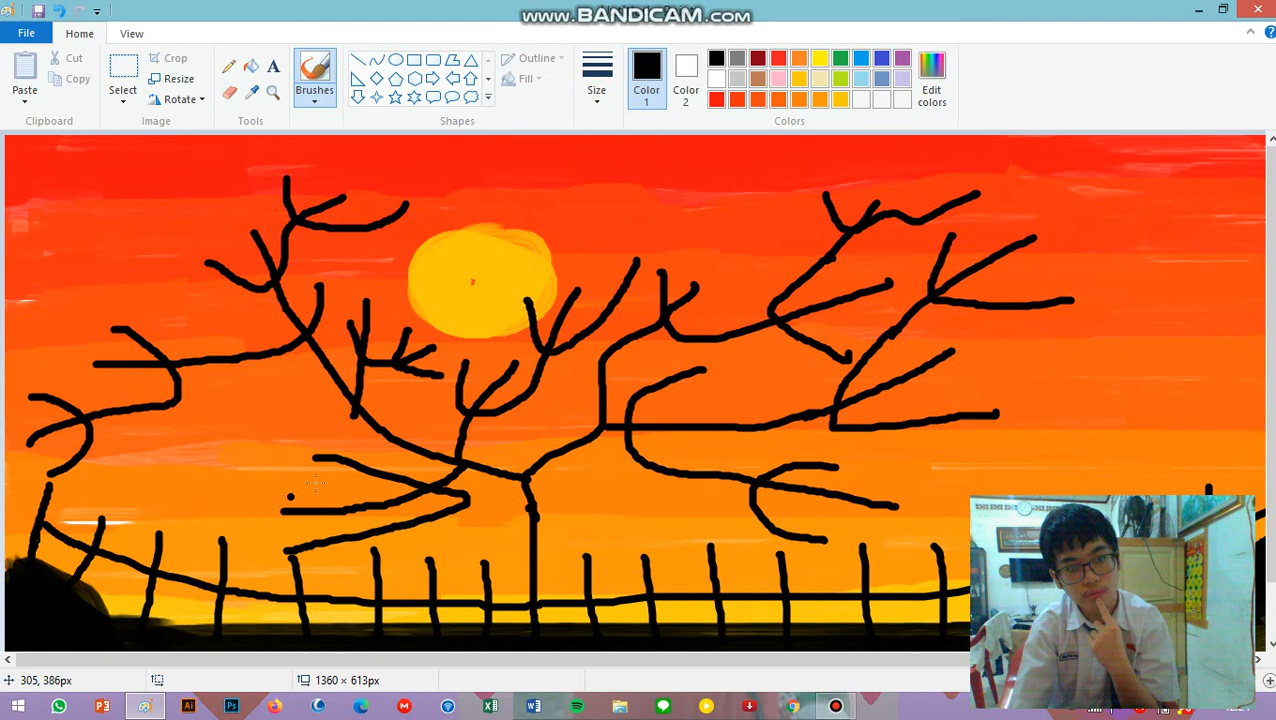 www.BANDICAM.com
File
Home
View
Paste
Cut
Copy
Clipboard
Select
Crop
Resize
Rotate
Image
A
Tools
Brushes
Outline
Fill
Shapes
Size
Color 1
Color 2
Edit colors
Colors
305, 386px
1360 × 613px